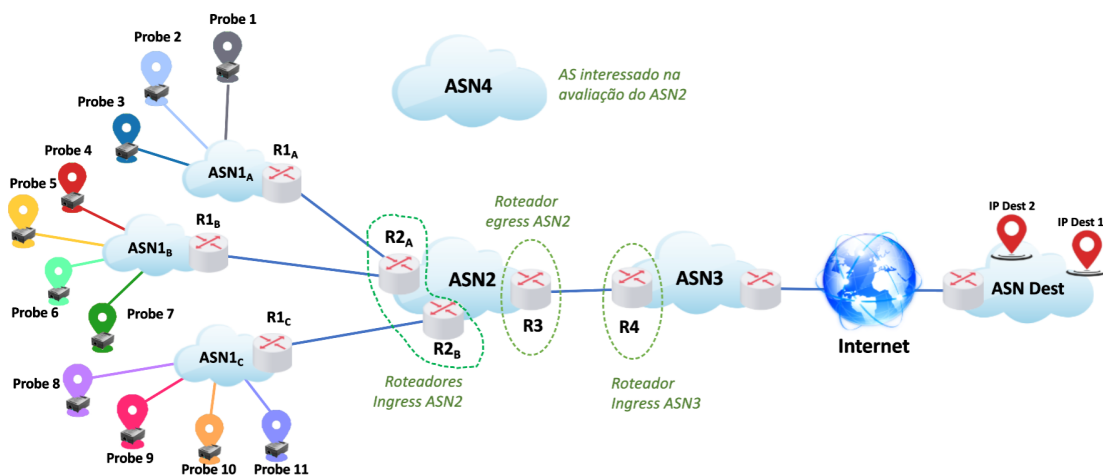 Probe 1
Probe 2
Probe 3
Probe 4
Probe 5
Probe 6
Probe 7
Probe 8
Probe 9
Probe 10
Probe 11
ASN1A
R1A
ASN1B
R1B
ASN1C
R1C
ASN4
AS interessado na
avaliação do ASN2
R2A
R2B
ASN2
Roteadores
Ingress ASN2
Roteador
egress ASN2
R3
R4
Roteador
Ingress ASN3
ASN3
Internet
IP Dest 2
IP Dest 1
ASN Dest